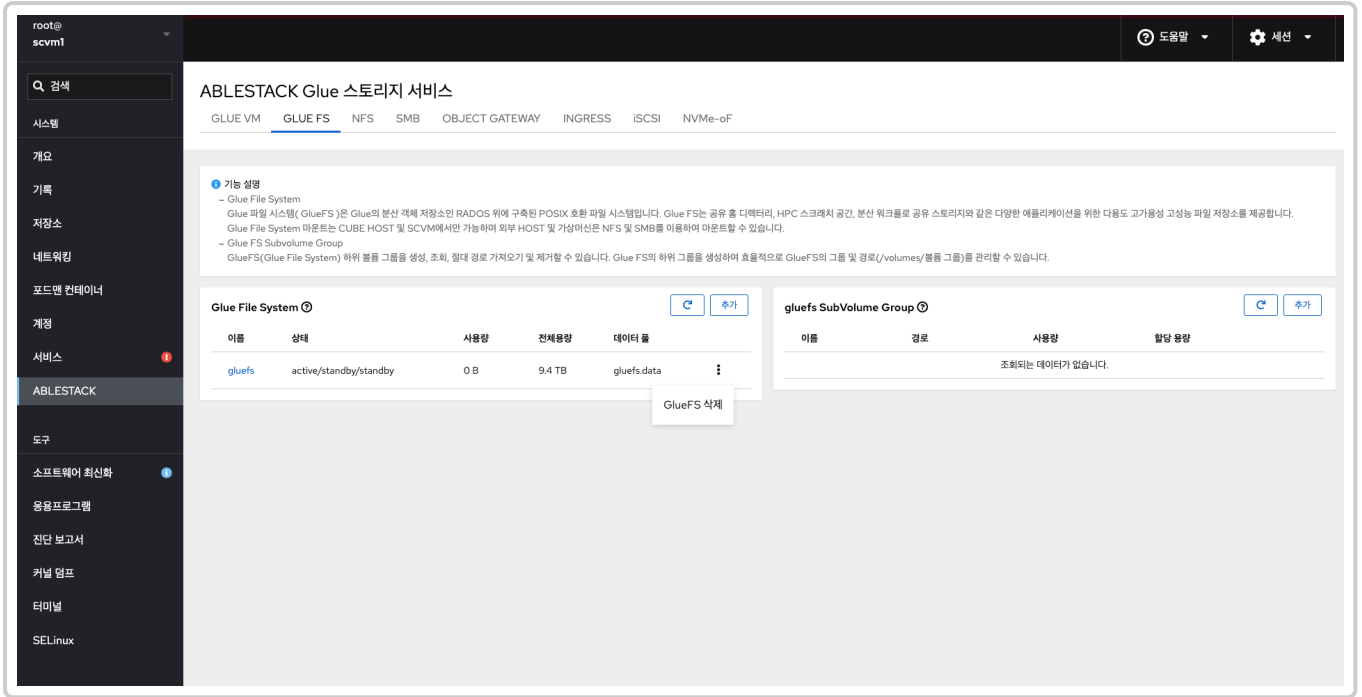 root@
scvm1
도움말
세션
검색
시스템
개요
기록
저장소
네트워킹
포드맨 컨테이너
계정
서비스
ABLESTACK
도구
소프트웨어 최신화
응용프로그램
진단 보고서
커널 덤프
터미널
SELinux
ABLESTACK Glue 스토리지 서비스
GLUE VM GLUE FS NFS SMB OBJECT GATEWAY INGRESS iSCSI NVMe-oF
기능 설명
– Glue File System
Glue 파일 시스템( GlueFS )은 Glue의 분산 객체 저장소인 RADOS 위에 구축된 POSIX 호환 파일 시스템입니다. Glue FS는 공유 홈 디렉터리, HPC 스크래치 공간, 분산 워크플로 공유 스토리지와 같은 다양한 애플리케이션을 위한 다용도 고가용성 고성능 파일 저장소를 제공합니다.
Glue File System 마운트는 CUBE HOST 및 SCVM에서만 가능하며 외부 HOST 및 가상머신은 NFS 및 SMB를 이용하여 마운트할 수 있습니다.
– Glue FS Subvolume Group
GlueFS(Glue File System) 하위 볼륨 그룹을 생성, 조회, 절대 경로 가져오기 및 제거할 수 있습니다. Glue FS의 하위 그룹을 생성하여 효율적으로 GlueFS의 그룹 및 경로(/volumes/볼륨 그룹)를 관리할 수 있습니다.
Glue File System
추가
이름 상태 사용량 전체용량 데이터 풀
gluefs active/standby/standby 0 B 9.4 TB gluefs.data
GlueFS 삭제
gluefs SubVolume Group
추가
이름 경로 사용량 할당 용량
조회되는 데이터가 없습니다.